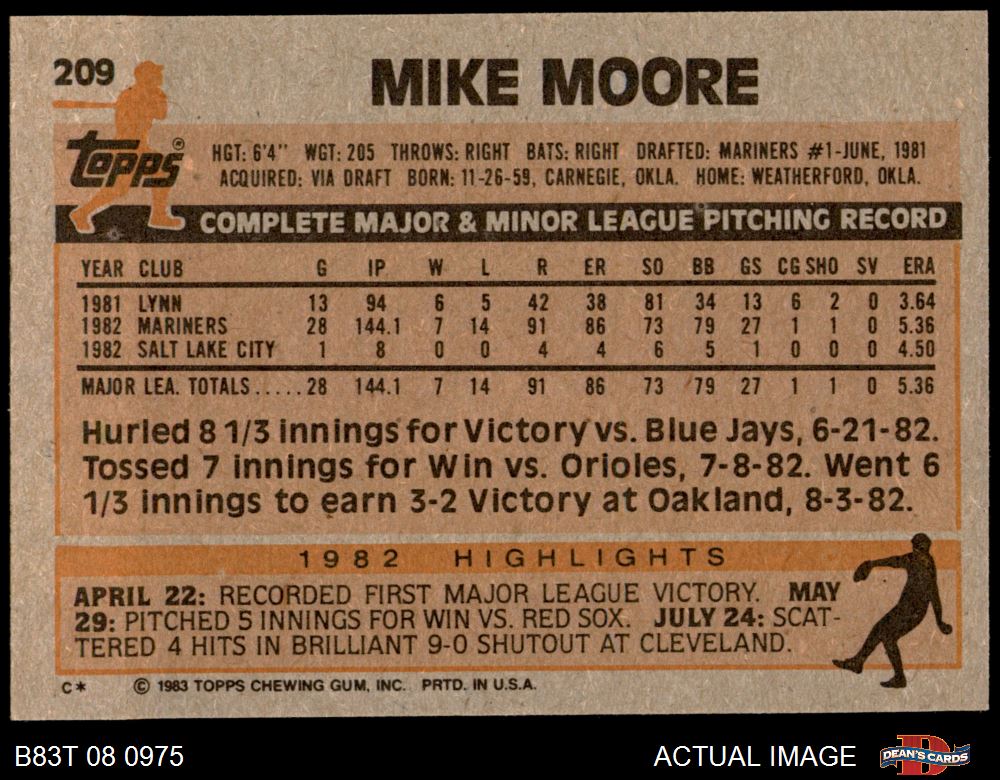 209
MIKE MOORE
Topps®
HGT: 6'4" WGT: 205 THROWS: RIGHT BATS: RIGHT DRAFTED: MARINERS #1-JUNE, 1981
ACQUIRED: VIA DRAFT BORN: 11-26-59, CARNEGIE, OKLA. HOME: WEATHERFORD, OKLA.
COMPLETE MAJOR & MINOR LEAGUE PITCHING RECORD
YEAR CLUB G IP W L R ER SO BB GS CG SHO SV ERA
1981 LYNN 13 94 6 5 42 38 81 34 13 6 2 0 3.64
1982 MARINERS 28 144.1 7 14 91 86 73 79 27 1 1 0 5.36
1982 SALT LAKE CITY 1 8 0 0 4 4 6 5 1 0 0 0 4.50
MAJOR LEA. TOTALS.....28 144.1 7 14 91 86 73 79 27 1 1 0 5.36
Hurled 8 1/3 innings for Victory vs. Blue Jays, 6-21-82.
Tossed 7 innings for Win vs. Orioles, 7-8-82. Went 6
1/3 innings to earn 3-2 Victory at Oakland, 8-3-82.
1982 HIGHLIGHTS
APRIL 22: RECORDED FIRST MAJOR LEAGUE VICTORY. MAY
29: PITCHED 5 INNINGS FOR WIN VS. RED SOX. JULY 24: SCAT-
TERED 4 HITS IN BRILLIANT 9-0 SHUTOUT AT CLEVELAND.
C* © 1983 TOPPS CHEWING GUM, INC. PRTD. IN U.S.A.
B83T 08 0975
ACTUAL IMAGE
D
DEAN'S CARDS